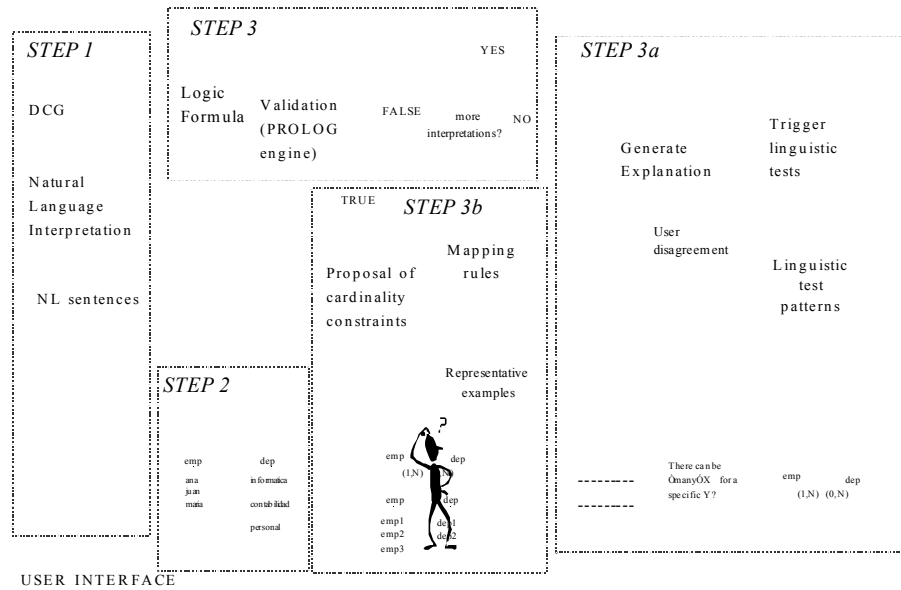 STEP 1
DCG
Natural
Language
Interpretation
NL sentences
STEP 3
YES
Logic
Formula
Validation
(PROLOG
engine)
FALSE
more
interpretations?
NO
STEP 3a
Generate
Explanation
Trigger
linguistic
tests
User
disagreement
Linguistic
test
patterns
TRUE
STEP 3b
Proposal of
cardinality
constraints
Mapping
rules
Representative
examples
?
emp dep
(1,N)
emp dep
emp1 dep1
emp2 dep2
emp3
STEP 2
emp dep
ana informatica
juan
maria contabilidad
personal
There can be
ÒmanyÓX for a
specific Y?
emp dep
(1,N) (0,N)
USER INTERFACE